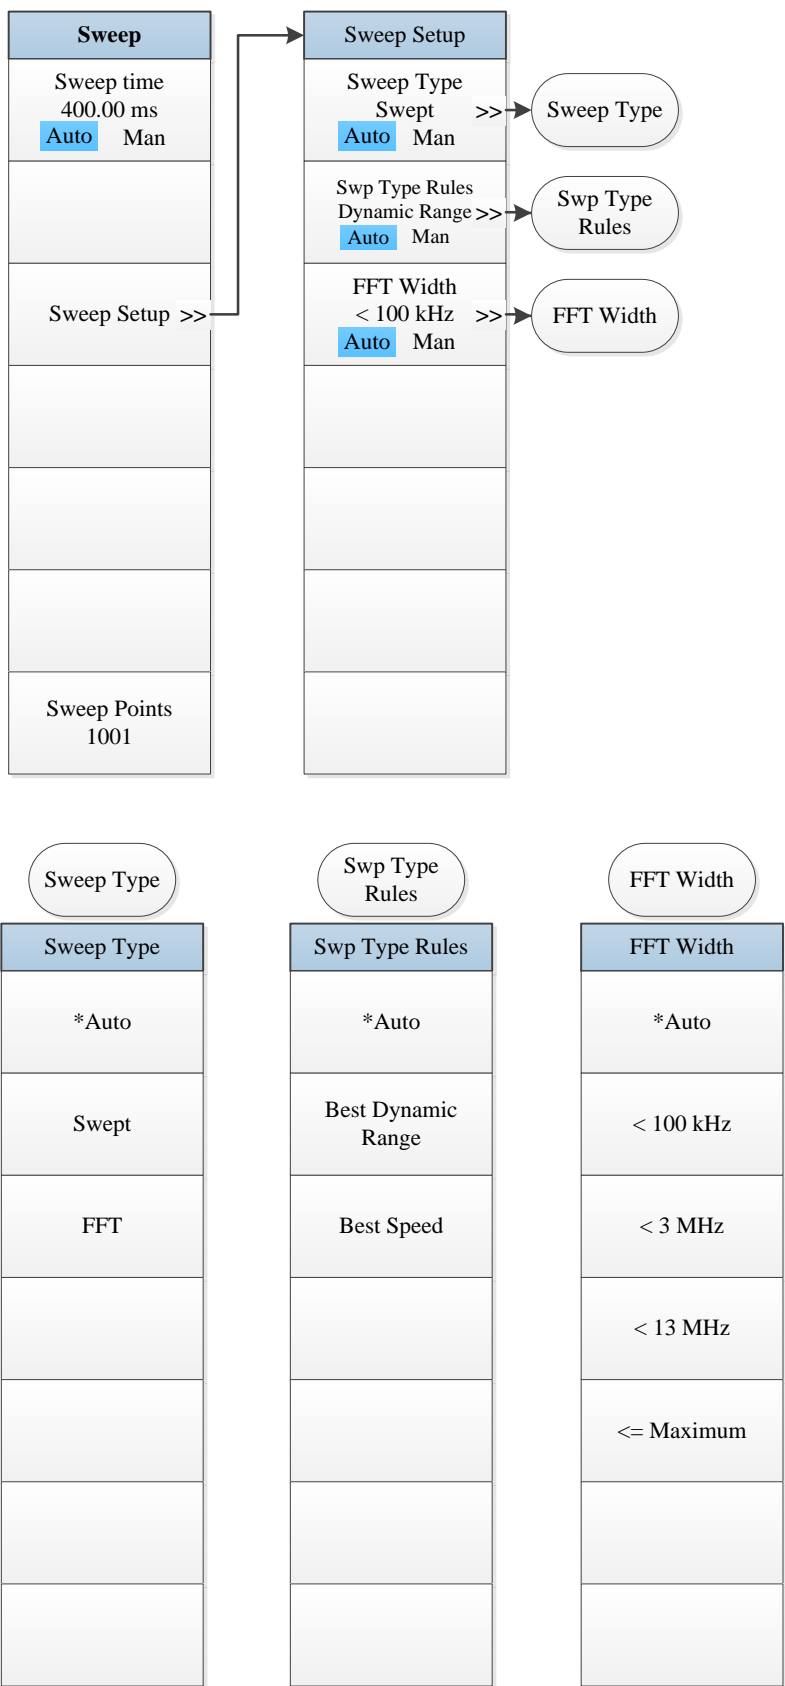 Sweep
Sweep time
400.00 ms
Auto Man
Sweep Setup >>
Sweep Points
1001
Sweep Setup
Sweep Type
Swept >>
Auto Man
Swp Type Rules
Dynamic Range >>
Auto Man
FFT Width
< 100 kHz >>
Auto Man
Sweep Type
Swp Type
Rules
FFT Width
Sweep Type
Sweep Type
*Auto
Swept
FFT
Swp Type
Rules
Swp Type Rules
*Auto
Best Dynamic
Range
Best Speed
FFT Width
FFT Width
*Auto
< 100 kHz
< 3 MHz
< 13 MHz
<= Maximum